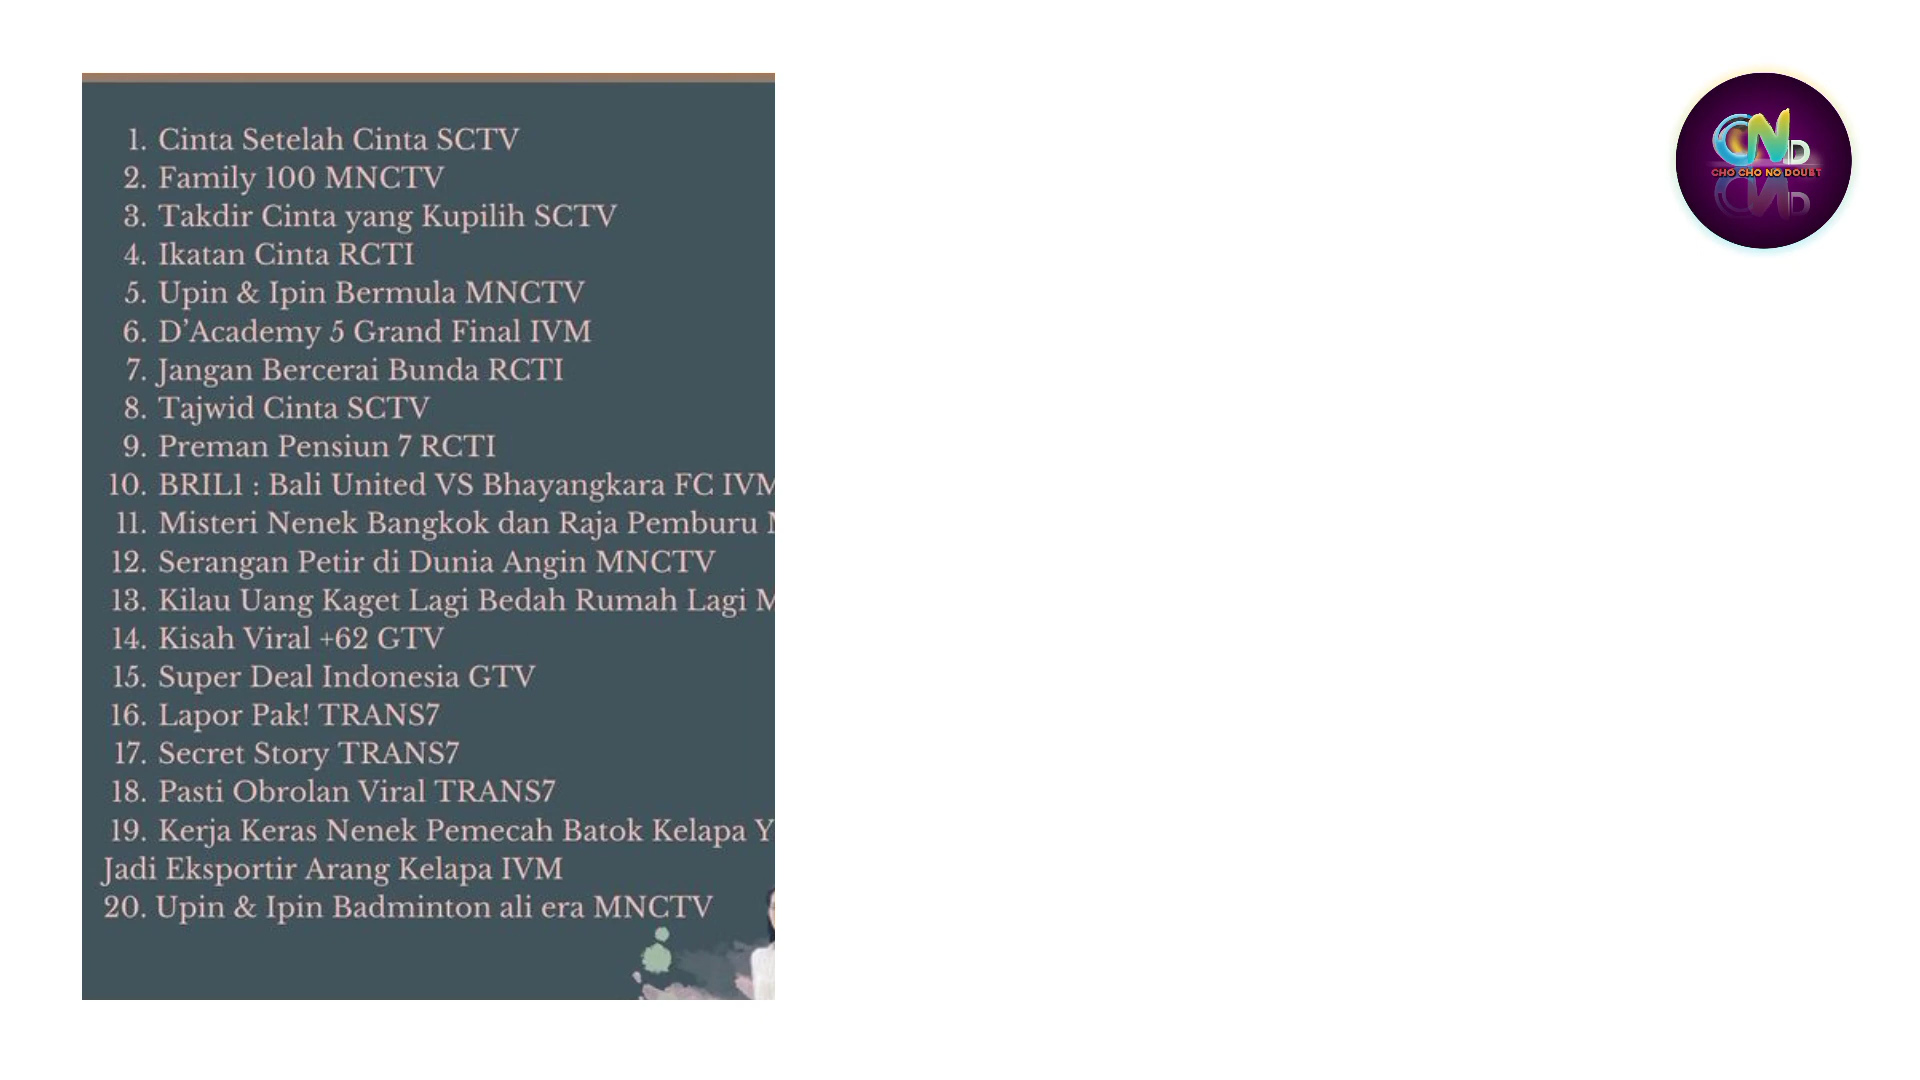 1. Cinta Setelah Cinta SCTV
2. Family 100 MNCTV
3. Takdir Cinta yang Kupilih SCTV
4. Ikatan Cinta RCTI
5. Upin & Ipin Bermula MNCTV
6. D’Academy 5 Grand Final IVM
7. Jangan Bercerai Bunda RCTI
8. Tajwid Cinta SCTV
9. Preman Pensiun 7 RCTI
10. BRIL1 : Bali United VS Bhayangkara FC IVM
11. Misteri Nenek Bangkok dan Raja Pemburu
12. Serangan Petir di Dunia Angin MNCTV
13. Kilau Uang Kaget Lagi Bedah Rumah Lagi
14. Kisah Viral +62 GTV
15. Super Deal Indonesia GTV
16. Lapor Pak! TRANS7
17. Secret Story TRANS7
18. Pasti Obrolan Viral TRANS7
19. Kerja Keras Nenek Pemecah Batok Kelapa
Jadi Eksportir Arang Kelapa IVM
20. Upin & Ipin Badminton ali era MNCTV
CND
CHO CHO NO DOUBT